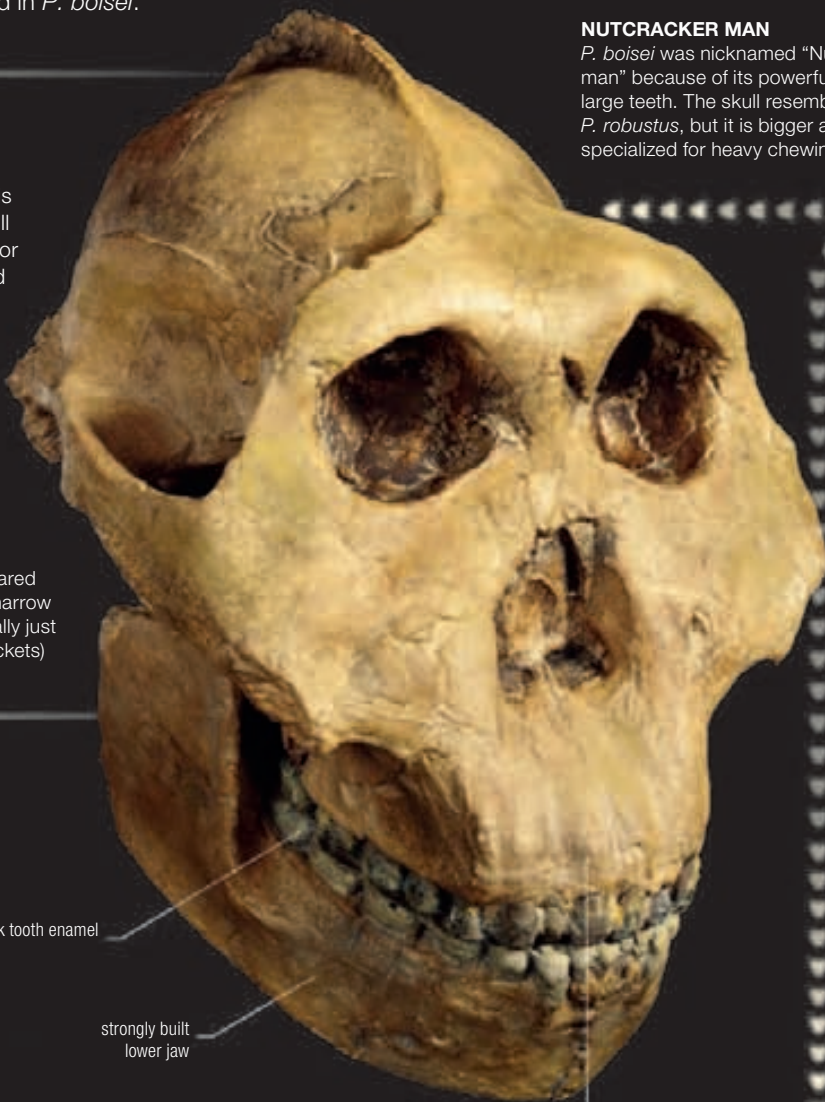 d in P. boisei.
NUTCRACKER MAN
P. boisei was nicknamed “Nu
man” because of its powerfu
large teeth. The skull resemb
P. robustus, but it is bigger a
specialized for heavy chewin
s
ll
or
d
ared
narrow
ally just
ckets)
k tooth enamel
strongly built
lower jaw